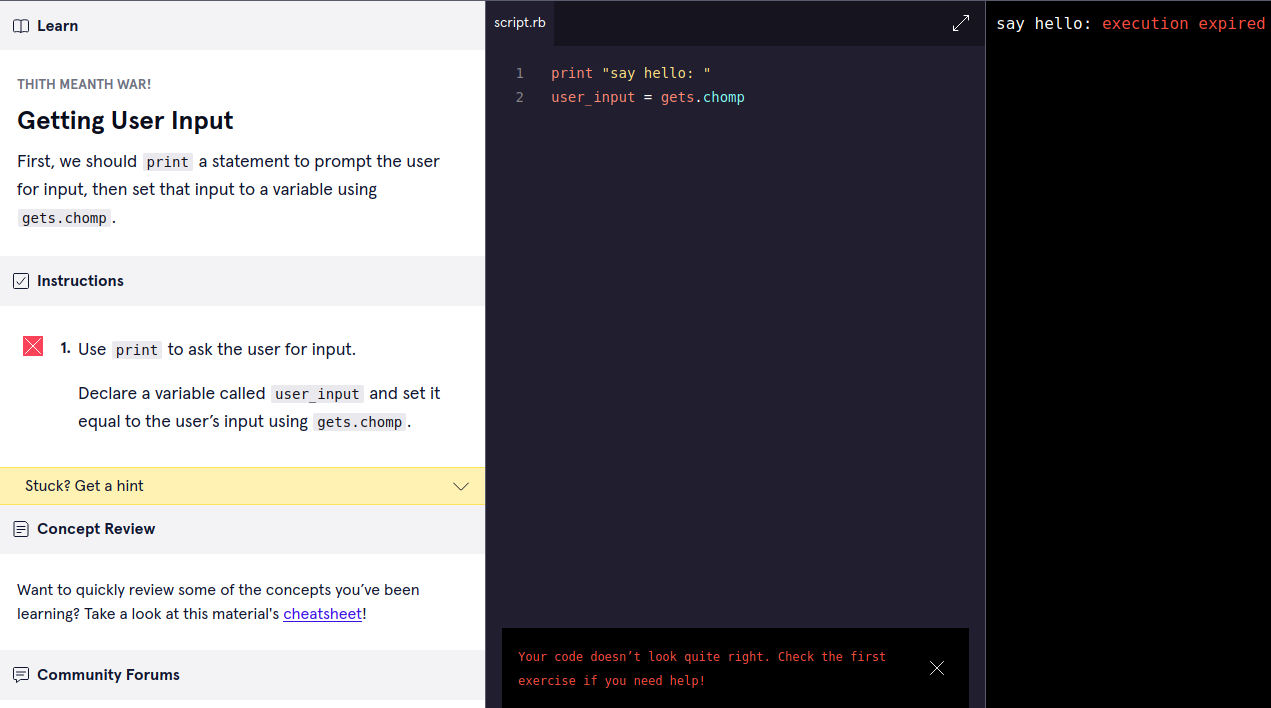 Learn
THITH MEANTH WAR!
Getting User Input
First, we should print a statement to prompt the user
for input, then set that input to a variable using
gets.chomp.
Instructions
1. Use print to ask the user for input.
Declare a variable called user_input and set it
equal to the user’s input using gets.chomp.
Stuck? Get a hint
Concept Review
Want to quickly review some of the concepts you’ve been
learning? Take a look at this material's cheatsheet!
Community Forums
script.rb
1 print "say hello: "
2 user_input = gets.chomp
Your code doesn’t look quite right. Check the first
exercise if you need help!
say hello: execution expired